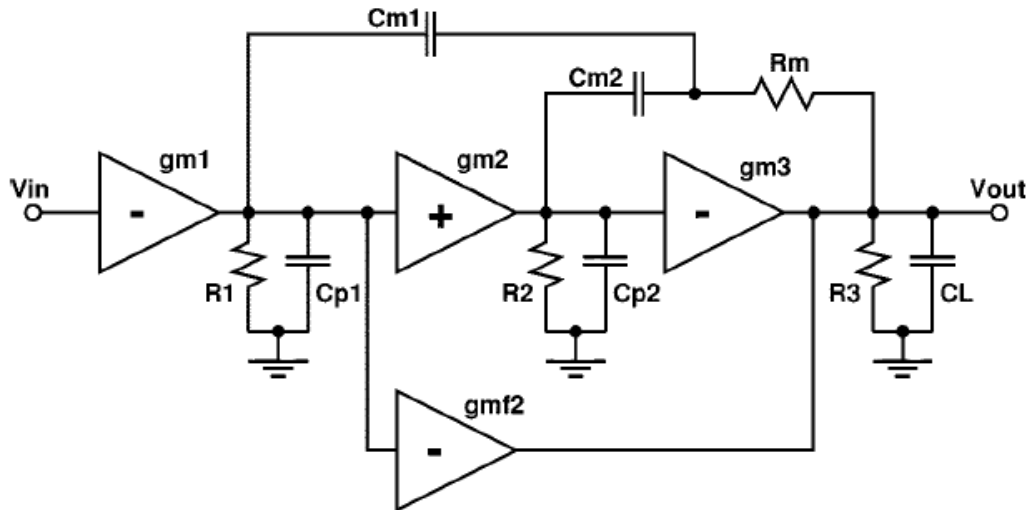 Cm1
Rm
Cm2
gm1
gm2
gm3
Vin
Vout
-
+
-
R1
Cp1
R2
Cp2
R3
CL
gmf2
-